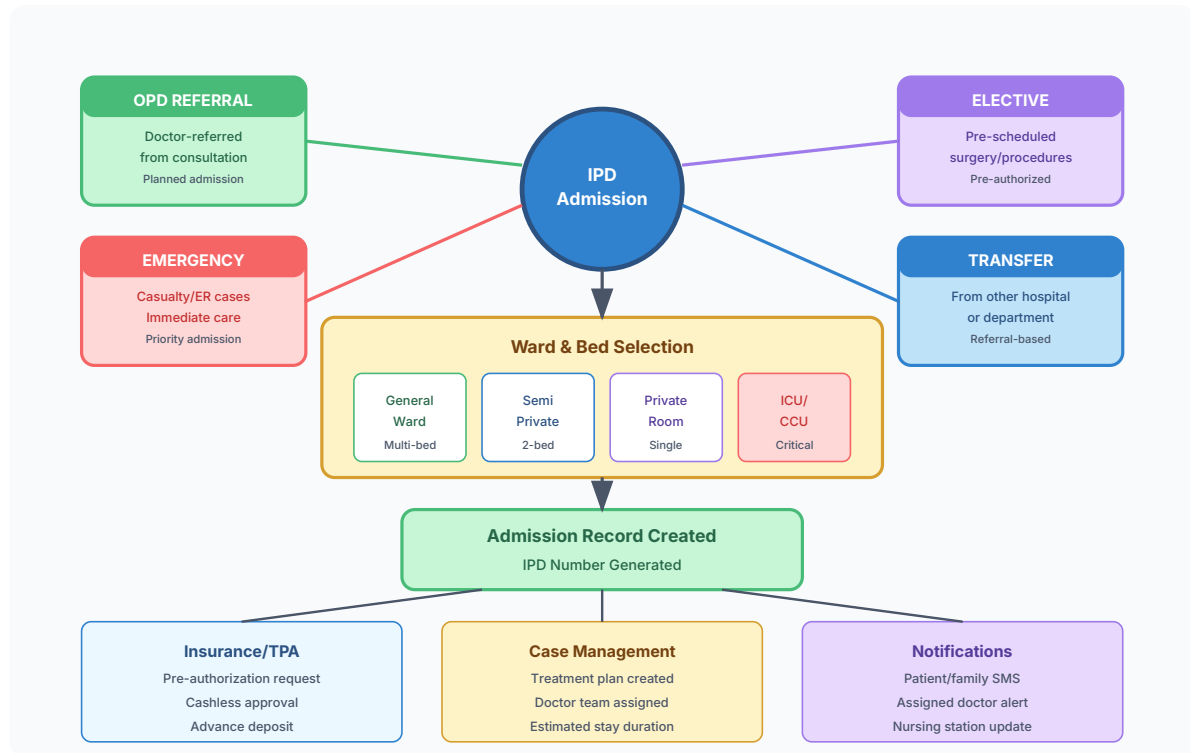 OPD REFERRAL
Doctor-referred
from consultation
Planned admission
ELECTIVE
Pre-scheduled
surgery/procedures
Pre-authorized
IPD
Admission
EMERGENCY
Casualty/ER cases
Immediate care
Priority admission
TRANSFER
From other hospital
or department
Referral-based
Ward & Bed Selection
General
Ward
Multi-bed
Semi
Private
2-bed
Private
Room
Single
ICU/
CCU
Critical
Admission Record Created
IPD Number Generated
Insurance/TPA
Pre-authorization request
Cashless approval
Advance deposit
Case Management
Treatment plan created
Doctor team assigned
Estimated stay duration
Notifications
Patient/family SMS
Assigned doctor alert
Nursing station update